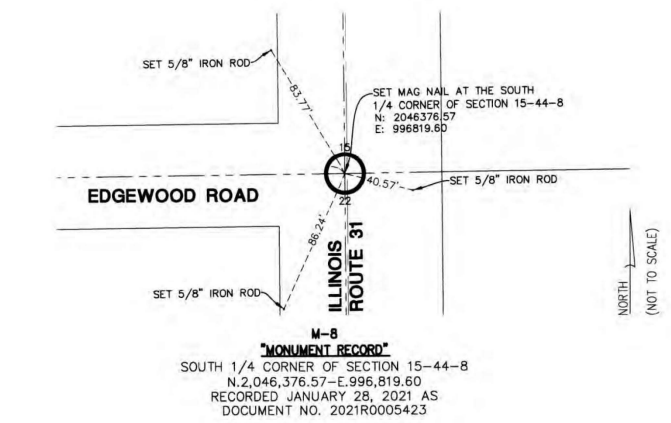 SET 5/8" IRON ROD
83.77'
SET MAG NAIL AT THE SOUTH
1/4 CORNER OF SECTION 15-44-8
N: 2046376.57
E: 996819.60
15
EDGEWOOD ROAD
40.57'
SET 5/8" IRON ROD
22
86.24'
ILLINOIS
ROUTE 31
SET 5/8" IRON ROD
NORTH
(NOT TO SCALE)
M-8
"MONUMENT RECORD"
SOUTH 1/4 CORNER OF SECTION 15-44-8
N.2,046,376.57-E.996,819.60
RECORDED JANUARY 28, 2021 AS
DOCUMENT NO. 2021R0005423